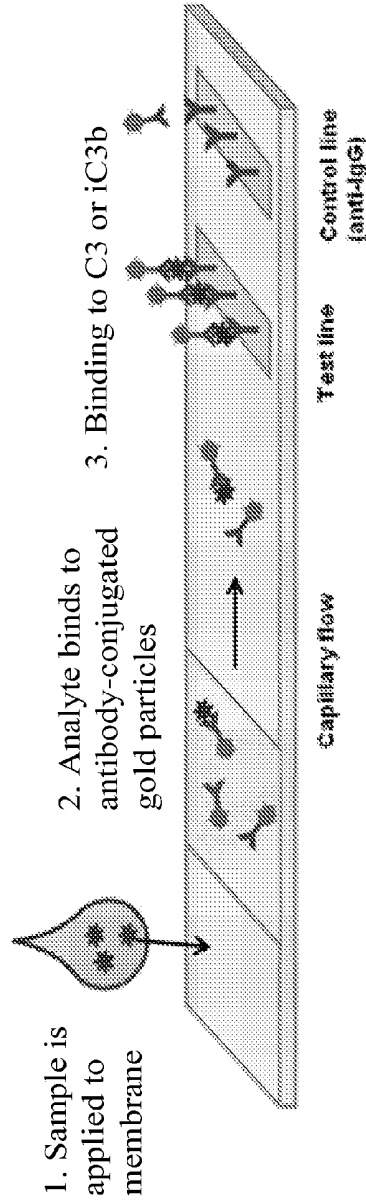 1. Sample is
applied to
membrane
2. Analyte binds to
antibody-conjugated
gold particles
3. Binding to C3 or iC3b
Capillary flow
Test line
Control line
(anti-IgG)